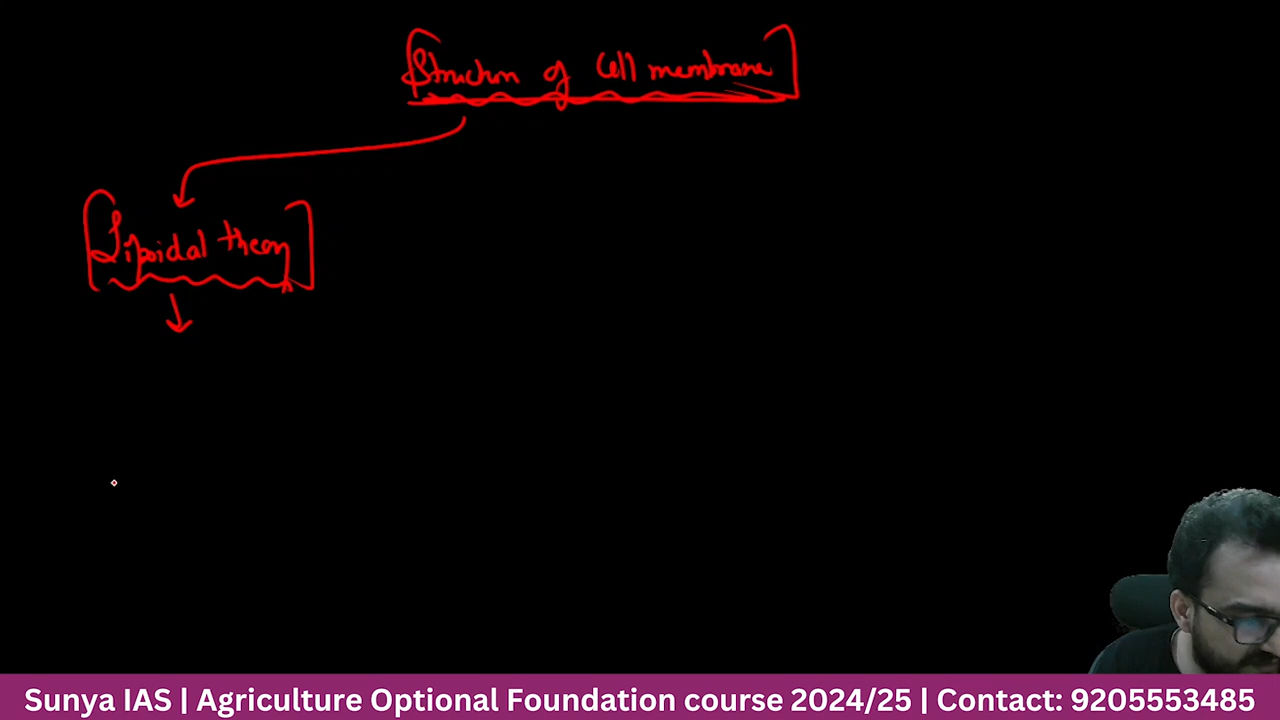 Structure of Cell membrane
Lipoidal theory
Sunya IAS | Agriculture Optional Foundation course 2024/25 | Contact: 9205553485